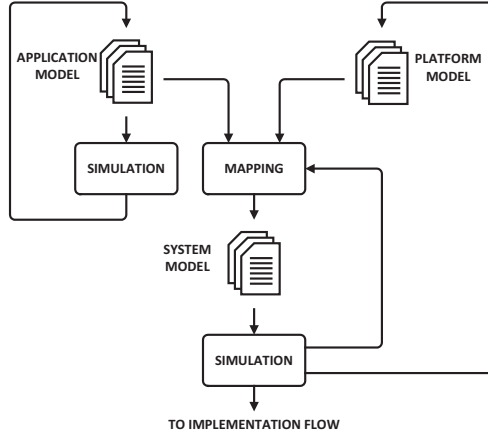 APPLICATION
MODEL
PLATFORM
MODEL
SIMULATION
MAPPING
SYSTEM
MODEL
SIMULATION
TO IMPLEMENTATION FLOW